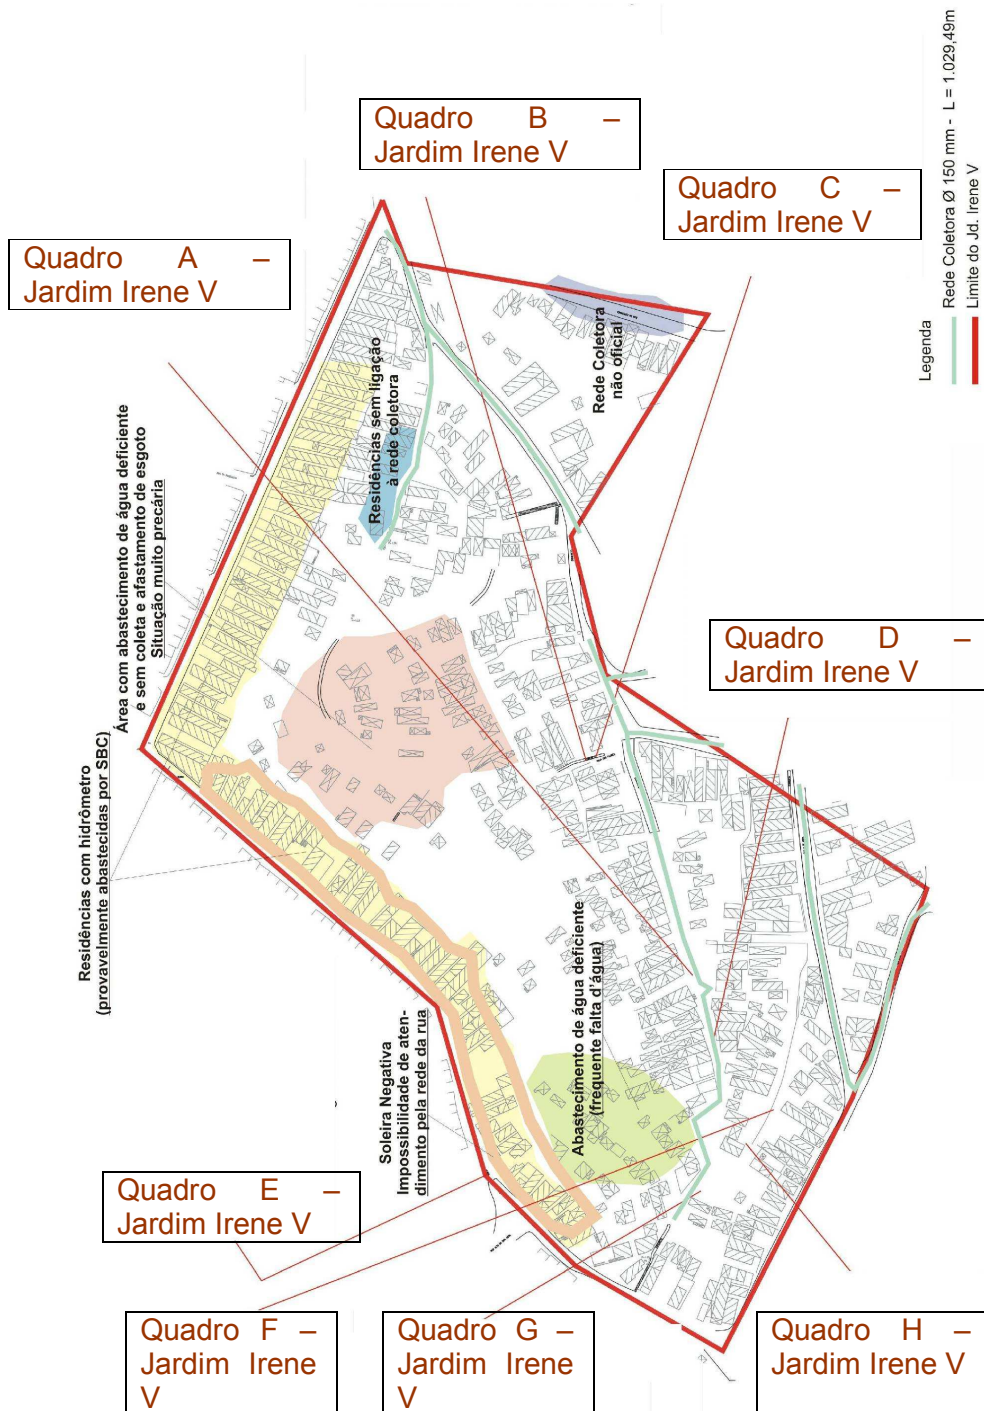 Quadro B –
Jardim Irene V
Quadro C –
Jardim Irene V
Quadro A –
Jardim Irene V
Legenda
Rede Coletora Ø 150 mm - L = 1.029,49m
Limite do Jd. Irene V
Rede Coletora
não oficial
Residências sem ligação
à rede coletora
Área com abastecimento de água deficiente
e sem coleta e afastamento de esgoto
Situação muito precária
Residências com hidrômetro
(provavelmente abastecidas por SBC)
Quadro D –
Jardim Irene V
Abastecimento de água deficiente
(frequente falta d'água)
Soleira Negativa
Impossibilidade de aten-
dimento pela rede da rua
Quadro E –
Jardim Irene V
Quadro F –
Jardim Irene
V
Quadro G –
Jardim Irene
V
Quadro H –
Jardim Irene V